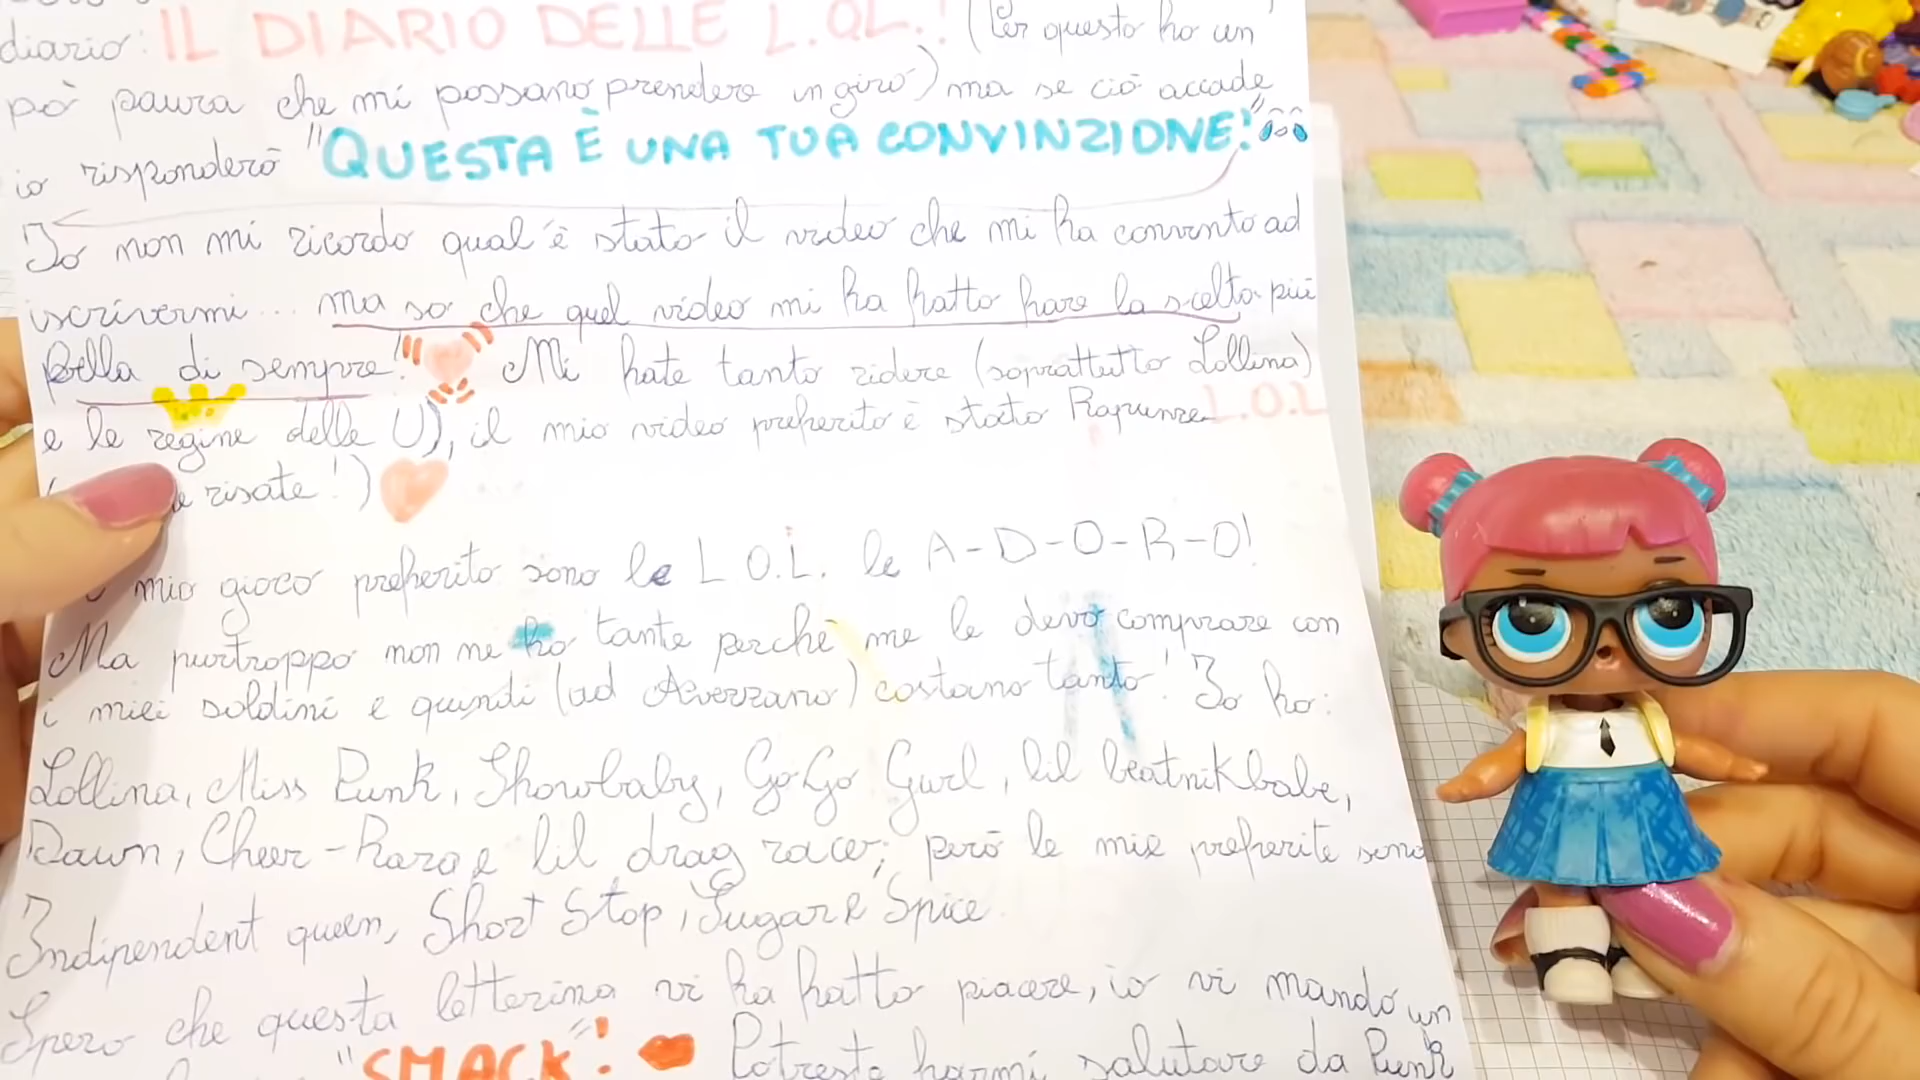 diario: IL DIARIO DELLE L.OL.! (Per questo ho un
pò paura che mi possano prendere in giro) ma se ciò accade
io risponderò "QUESTA È UNA TUA CONVINZIONE!"
Io non mi ricordo qual'è stato il video che mi ha convinto ad
iscrivermi... ma so che quel video mi ha fatto fare la scelta più
bella di sempre! Mi fate tanto ridere (soprattutto Lollina)
e le regine delle U), il mio video preferito è stato Rapunze L.O.L
risate!)
mio gioco preferito sono le L O.L. le A-D-O-R-O!
Ma purtroppo non ne ho tante perché me le devo comprare con
i miei soldini e quindi (ad Avezzano) costano tanto! Io ho:
Lollina, Miss Punk, Showbaby, GoGo Gurl, lil beatnik babe,
Dawn, Cheer-Raro e lil drag racer; però le mie preferite sono
Indipendent queen, Short Stop, Sugar e Spice
Spero che questa letterina vi ha fatto piacere, io vi mando un
"SMACK"! Potreste farmi salutare da Punk